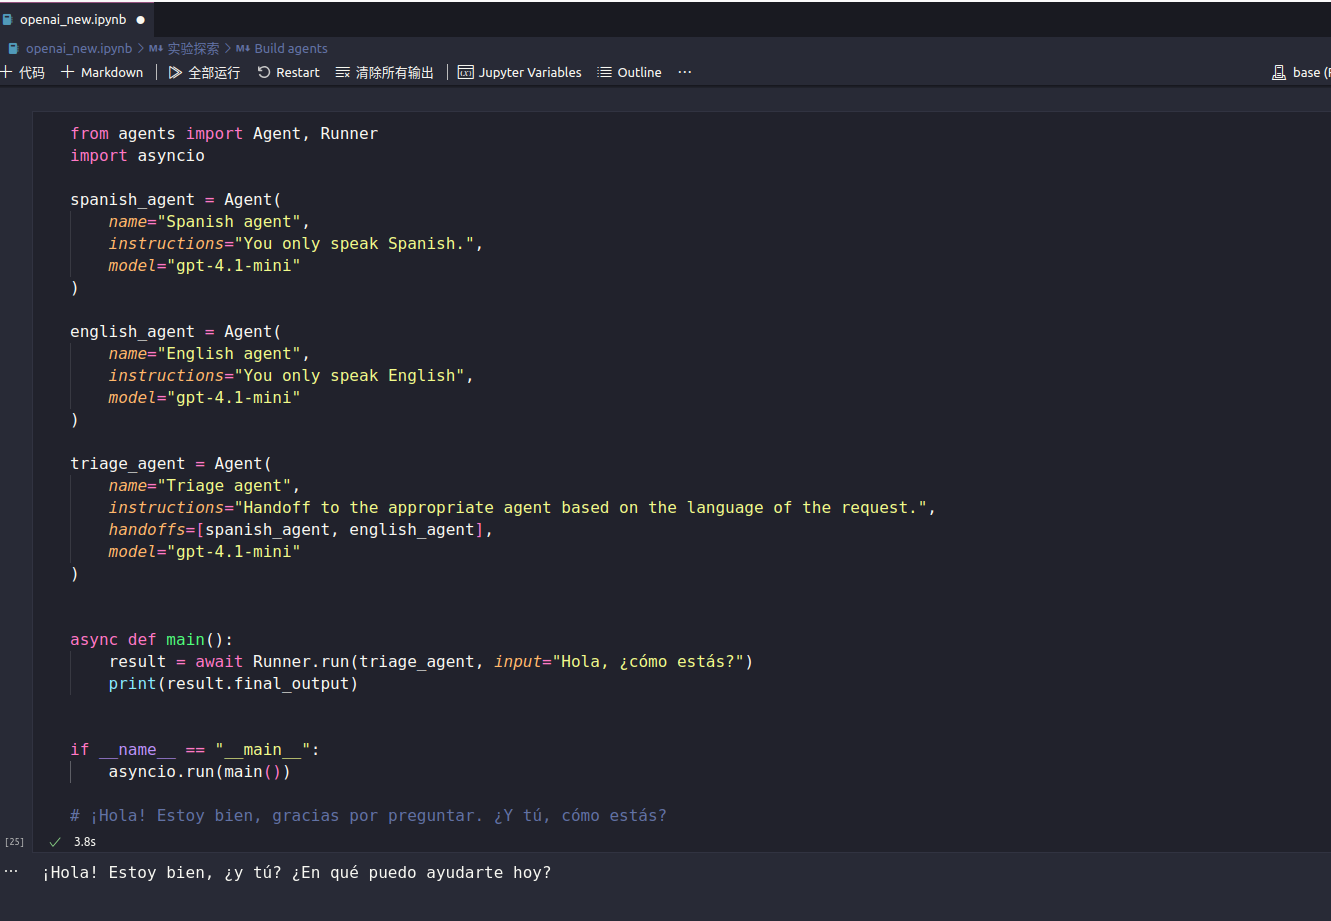 openai_new.ipynb ●
openai_new.ipynb > M↓ 实验探索 > M↓ Build agents
+ 代码 + Markdown | 全部运行 Restart 清除所有输出 | Jupyter Variables Outline ··· base (
from agents import Agent, Runner
import asyncio
spanish_agent = Agent(
    name="Spanish agent",
    instructions="You only speak Spanish.",
    model="gpt-4.1-mini"
)
english_agent = Agent(
    name="English agent",
    instructions="You only speak English",
    model="gpt-4.1-mini"
)
triage_agent = Agent(
    name="Triage agent",
    instructions="Handoff to the appropriate agent based on the language of the request.",
    handoffs=[spanish_agent, english_agent],
    model="gpt-4.1-mini"
)
async def main():
    result = await Runner.run(triage_agent, input="Hola, ¿cómo estás?")
    print(result.final_output)
if __name__ == "__main__":
    asyncio.run(main())
# ¡Hola! Estoy bien, gracias por preguntar. ¿Y tú, cómo estás?
[25] ✓ 3.8s
··· ¡Hola! Estoy bien, ¿y tú? ¿En qué puedo ayudarte hoy?